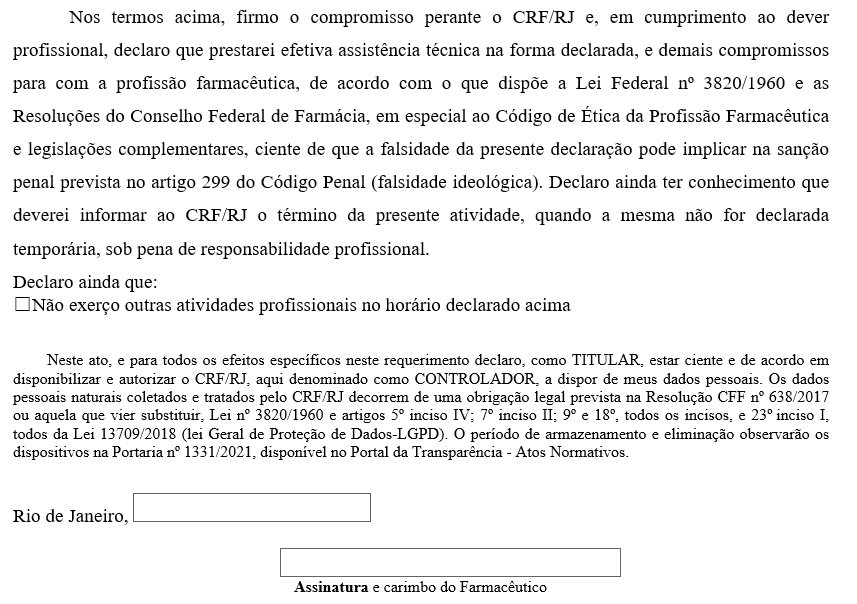 Nos termos acima, firmo o compromisso perante o CRF/RJ e, em cumprimento ao dever
profissional, declaro que prestarei efetiva assistência técnica na forma declarada, e demais compromissos
para com a profissão farmacêutica, de acordo com o que dispõe a Lei Federal nº 3820/1960 e as
Resoluções do Conselho Federal de Farmácia, em especial ao Código de Ética da Profissão Farmacêutica
e legislações complementares, ciente de que a falsidade da presente declaração pode implicar na sanção
penal prevista no artigo 299 do Código Penal (falsidade ideológica). Declaro ainda ter conhecimento que
deverei informar ao CRF/RJ o término da presente atividade, quando a mesma não for declarada
temporária, sob pena de responsabilidade profissional.
Declaro ainda que:
☐Não exerço outras atividades profissionais no horário declarado acima
Neste ato, e para todos os efeitos específicos neste requerimento declaro, como TITULAR, estar ciente e de acordo em
disponibilizar e autorizar o CRF/RJ, aqui denominado como CONTROLADOR, a dispor de meus dados pessoais. Os dados
pessoais naturais coletados e tratados pelo CRF/RJ decorrem de uma obrigação legal prevista na Resolução CFF nº 638/2017
ou aquela que vier substituir, Lei nº 3820/1960 e artigos 5º inciso IV; 7º inciso II; 9º e 18º, todos os incisos, e 23º inciso I,
todos da Lei 13709/2018 (lei Geral de Proteção de Dados-LGPD). O período de armazenamento e eliminação observarão os
dispositivos na Portaria nº 1331/2021, disponível no Portal da Transparência - Atos Normativos.
Rio de Janeiro,
Assinatura e carimbo do Farmacêutico